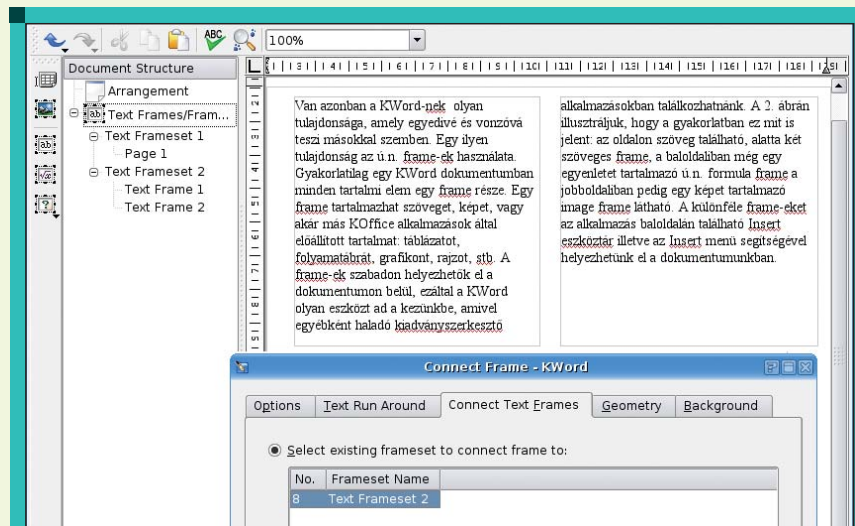 ABC
100%
Document Structure
Arrangement
Text Frames/Fram...
Text Frameset 1
Page 1
Text Frameset 2
Text Frame 1
Text Frame 2
Van azonban a KWord-nek olyan
tulajdonsága, amely egyedivé és vonzóvá
teszi másokkal szemben. Egy ilyen
tulajdonság az ú.n. frame-ek használata.
Gyakorlatilag egy KWord dokumentumban
minden tartalmi elem egy frame része. Egy
frame tartalmazhat szöveget, képet, vagy
akár más KOffice alkalmazások által
előállított tartalmat: táblázatot,
folyamatábrát, grafikont, rajzot, stb. A
frame-ek szabadon helyezhetők el a
dokumentumon belül, ezáltal a KWord
olyan eszközt ad a kezünkbe, amivel
egyébként haladó kiadványszerkesztő
alkalmazásokban találkozhatnánk. A 2. ábrán
illusztráljuk, hogy a gyakorlatban ez mit is
jelent: az oldalon szöveg található, alatta két
szöveges frame, a baloldaliban még egy
egyenletet tartalmazó ú.n. formula frame a
jobboldaliban pedig egy képet tartalmazó
image frame látható. A különféle frame-eket
az alkalmazás baloldalán található Insert
eszköztár illetve az Insert menü segítségével
helyezhetünk el a dokumentumunkban.
Connect Frame - KWord
Options Text Run Around Connect Text Frames Geometry Background
Select existing frameset to connect frame to:
No. Frameset Name
8 Text Frameset 2